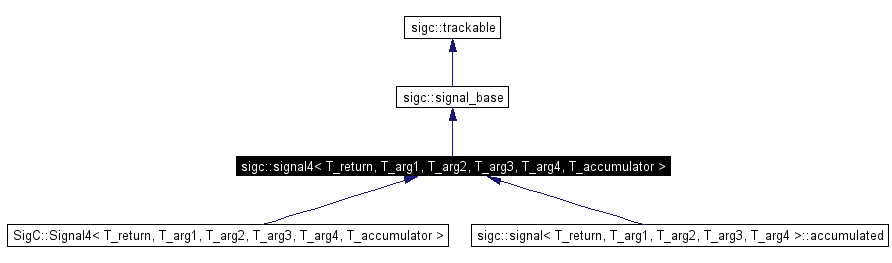 sigc::trackable
sigc::signal_base
sigc::signal4< T_return, T_arg1, T_arg2, T_arg3, T_arg4, T_accumulator >
SigC::Signal4< T_return, T_arg1, T_arg2, T_arg3, T_arg4, T_accumulator >
sigc::signal< T_return, T_arg1, T_arg2, T_arg3, T_arg4 >::accumulated